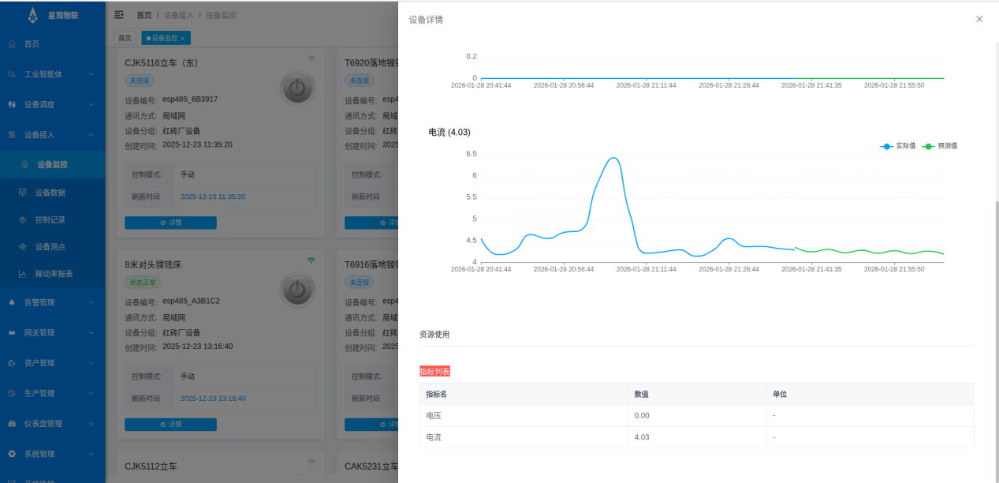 星观物联
首页
工业智能体
设备调度
设备接入
设备监控
设备数据
控制记录
设备测点
稼动率报表
告警管理
网关管理
资产管理
生产管理
仪表盘管理
系统管理
首页 / 设备接入 / 设备监控
首页
设备监控 ×
CJK5116立车（东）
未连接
设备编号: esp485_6B3917
通讯方式: 局域网
设备分组: 红砖厂设备
创建时间: 2025-12-23 11:35:20
控制模式: 手动
刷新时间 2025-12-23 11:35:20
详情
T6920落地镗
未连接
设备编号: esp4
通讯方式: 局域
设备分组: 红砖
创建时间: 2025
控制模式:
刷新时间
详
8米对头镗铣床
状态正常
设备编号: esp485_A3B1C2
通讯方式: 局域网
设备分组: 红砖厂设备
创建时间: 2025-12-23 13:16:40
控制模式: 手动
刷新时间 2025-12-23 13:16:40
详情
T6916落地镗
未连接
设备编号: esp4
通讯方式: 局域
设备分组: 红砖
创建时间: 2025
控制模式:
刷新时间
详
CJK5112立车
CAK5231立车
设备详情
0.2
0
2026-01-28 20:41:44 2026-01-28 20:56:44 2026-01-28 21:11:44 2026-01-28 21:26:44 2026-01-28 21:41:35 2026-01-28 21:55:50
电流 (4.03)
实际值 预测值
6.5
6
5.5
5
4.5
4
2026-01-28 20:41:44 2026-01-28 20:56:44 2026-01-28 21:11:44 2026-01-28 21:26:44 2026-01-28 21:41:35 2026-01-28 21:55:50
资源使用
指标列表
指标名 数值 单位
电压 0.00 -
电流 4.03 -